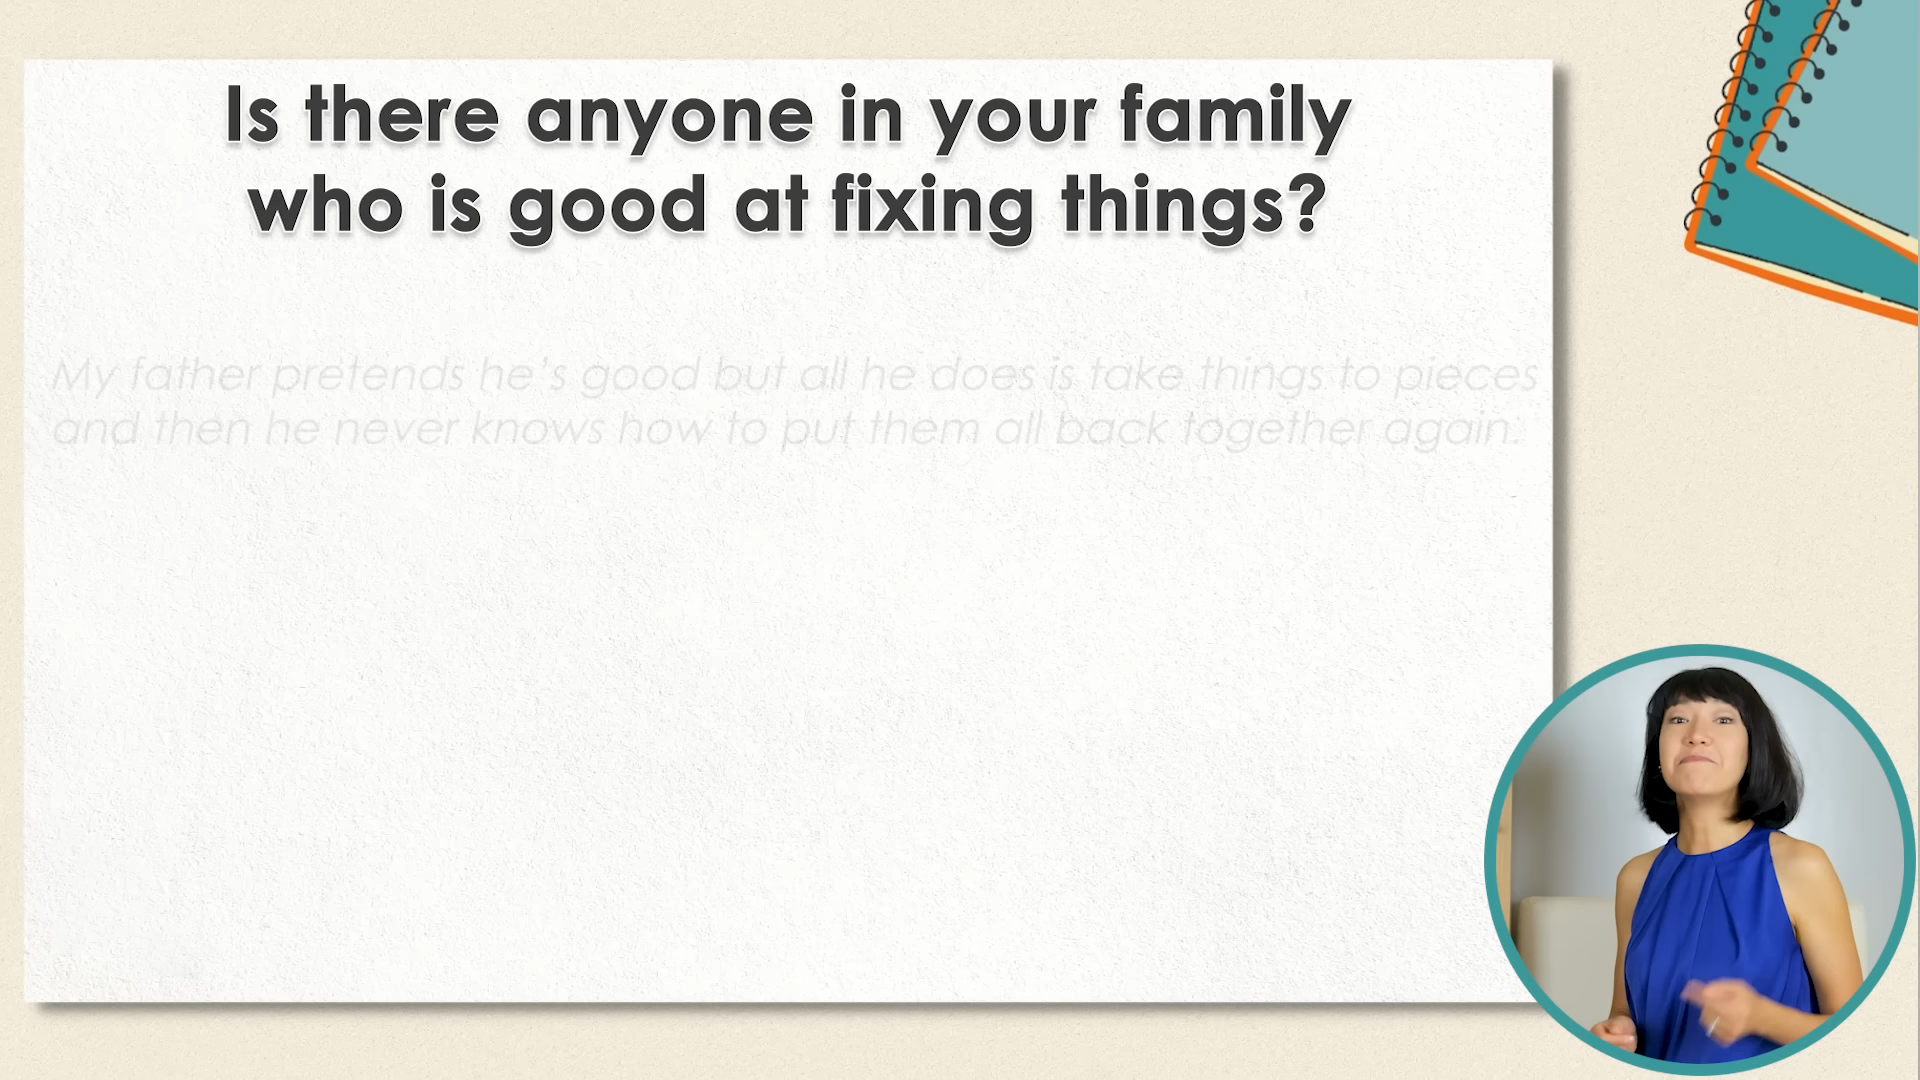 Is there anyone in your family
who is good at fixing things?
My father pretends he's good but all he does is take things to pieces
and then he never knows how to put them all back together again.